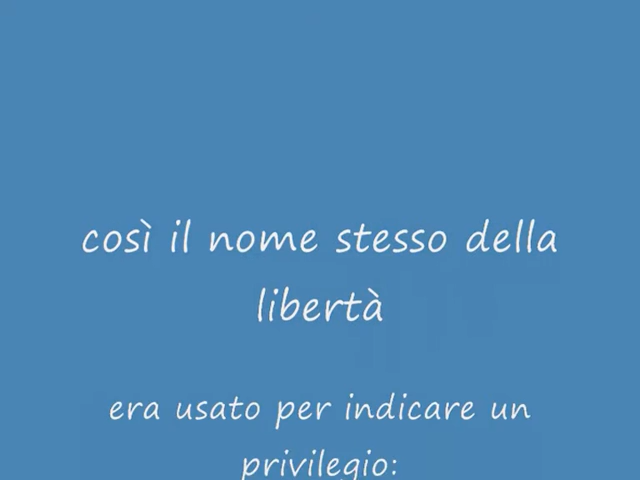 così il nome stesso della
libertà
era usato per indicare un
privilegio: